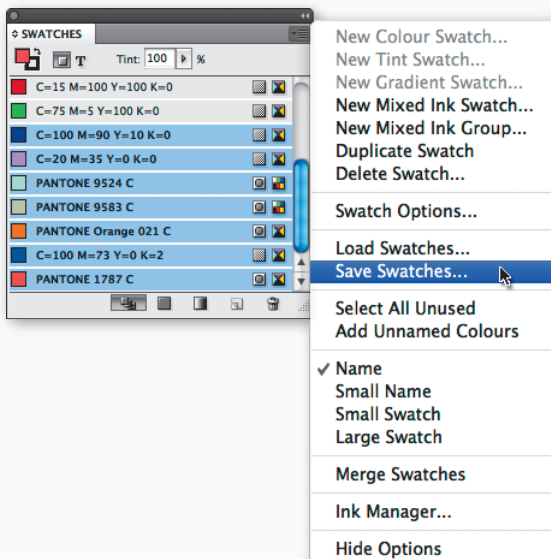 SWATCHES
T Tint: 100 %
C=15 M=100 Y=100 K=0
C=75 M=5 Y=100 K=0
C=100 M=90 Y=10 K=0
C=20 M=35 Y=0 K=0
PANTONE 9524 C
PANTONE 9583 C
PANTONE Orange 021 C
C=100 M=73 Y=0 K=2
PANTONE 1787 C
New Colour Swatch...
New Tint Swatch...
New Gradient Swatch...
New Mixed Ink Swatch...
New Mixed Ink Group...
Duplicate Swatch
Delete Swatch...
Swatch Options...
Load Swatches...
Save Swatches...
Select All Unused
Add Unnamed Colours
Name
Small Name
Small Swatch
Large Swatch
Merge Swatches
Ink Manager...
Hide Options